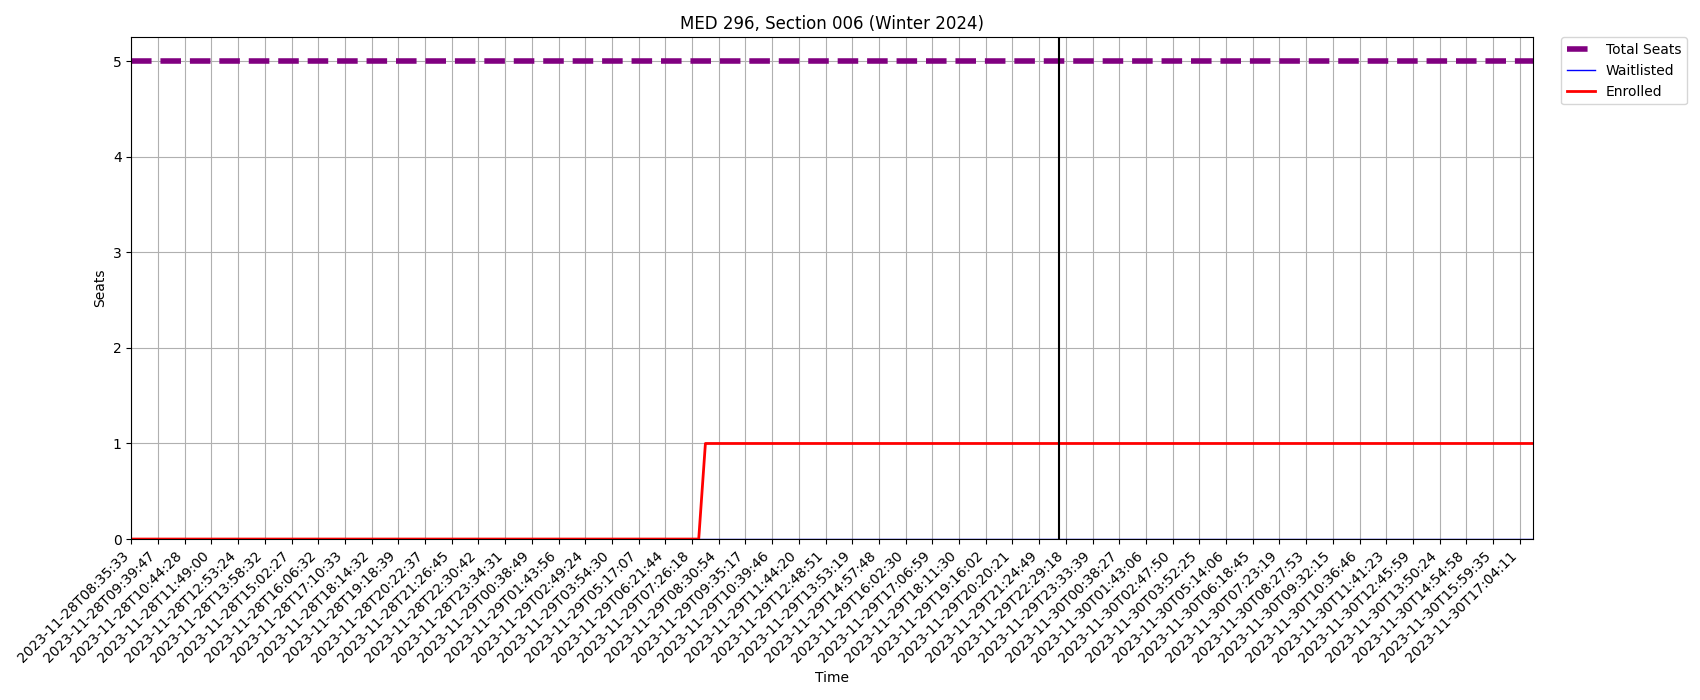 MED 296, Section 006 (Winter 2024)
Total Seats
Waitlisted
Enrolled
5
4
3
2
1
0
Seats
2023-11-28T08:35:33
2023-11-28T09:39:47
2023-11-28T10:44:28
2023-11-28T11:49:00
2023-11-28T12:53:24
2023-11-28T13:58:32
2023-11-28T15:02:27
2023-11-28T16:06:32
2023-11-28T17:10:33
2023-11-28T18:14:32
2023-11-28T19:18:39
2023-11-28T20:22:37
2023-11-28T21:26:45
2023-11-28T22:30:42
2023-11-28T23:34:31
2023-11-29T00:38:49
2023-11-29T01:43:56
2023-11-29T02:49:24
2023-11-29T03:54:30
2023-11-29T05:17:07
2023-11-29T06:21:44
2023-11-29T07:26:18
2023-11-29T08:30:54
2023-11-29T09:35:17
2023-11-29T10:39:46
2023-11-29T11:44:20
2023-11-29T12:48:51
2023-11-29T13:53:19
2023-11-29T14:57:48
2023-11-29T16:02:30
2023-11-29T17:06:59
2023-11-29T18:11:30
2023-11-29T19:16:02
2023-11-29T20:20:21
2023-11-29T21:24:49
2023-11-29T22:29:18
2023-11-29T23:33:39
2023-11-30T00:38:27
2023-11-30T01:43:06
2023-11-30T02:47:50
2023-11-30T03:52:25
2023-11-30T05:14:06
2023-11-30T06:18:45
2023-11-30T07:23:19
2023-11-30T08:27:53
2023-11-30T09:32:15
2023-11-30T10:36:46
2023-11-30T11:41:23
2023-11-30T12:45:59
2023-11-30T13:50:24
2023-11-30T14:54:58
2023-11-30T15:59:35
2023-11-30T17:04:11
Time